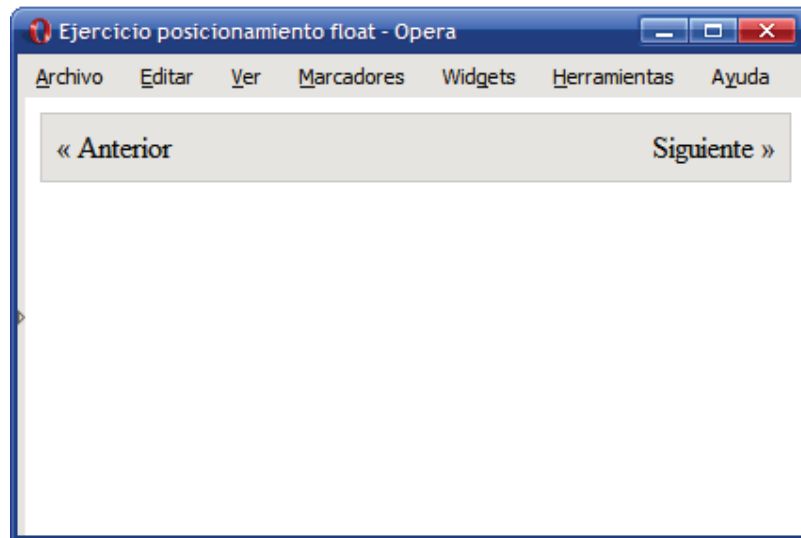 Ejercicio posicionamiento float - Opera
Archivo Editar Ver Marcadores Widgets Herramientas Ayuda
« Anterior Siguiente »